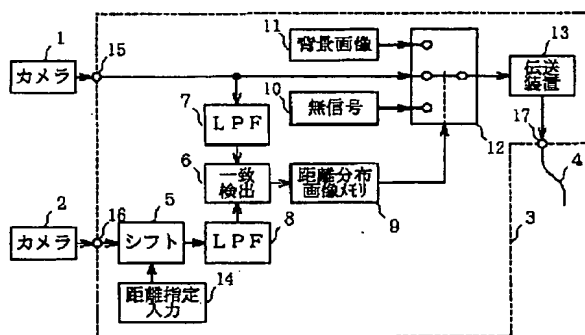 11
背景画像
13
1
15
カメラ
伝送
装置
10
無信号
7
LPF
17
12
6
一致
検出
距離分布
画像メモリ
4
2
16
5
8
9
3
カメラ
シフト
LPF
14
距離指定
入力